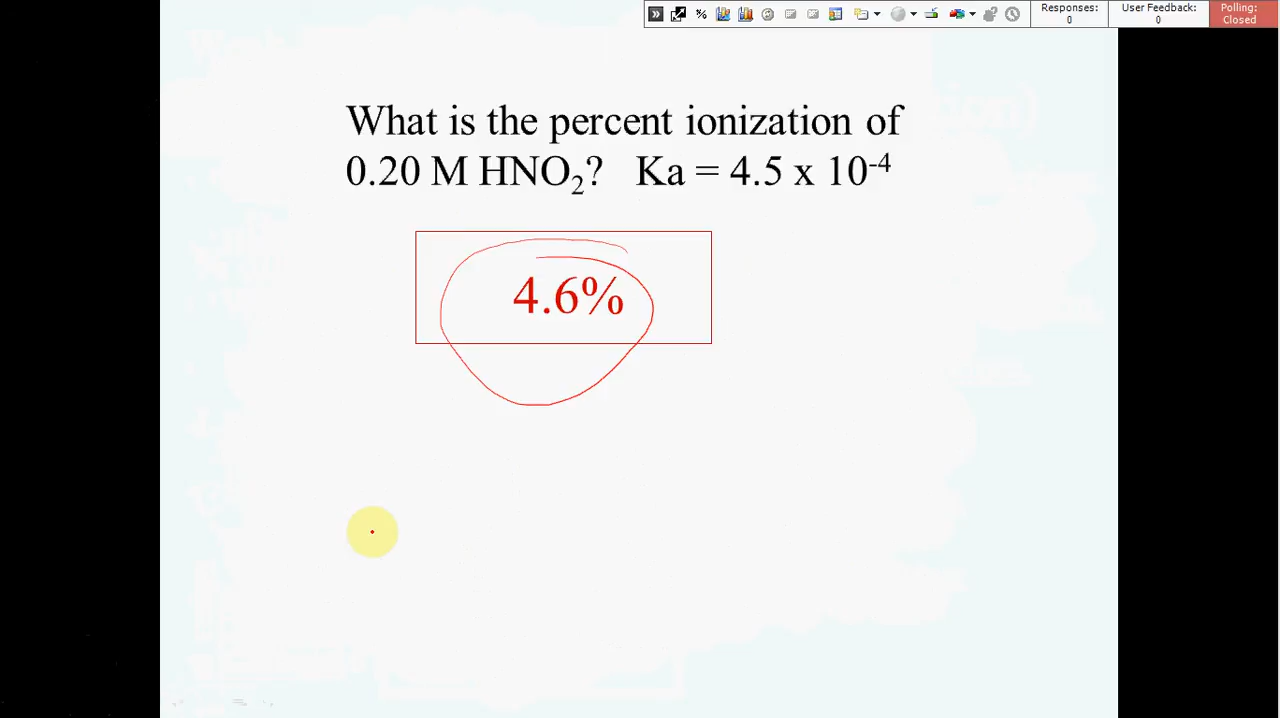 Responses: User Feedback: Polling:
0 0 Closed
What is the percent ionization of
0.20 M HNO₂? Ka = 4.5 x 10⁻⁴
4.6%